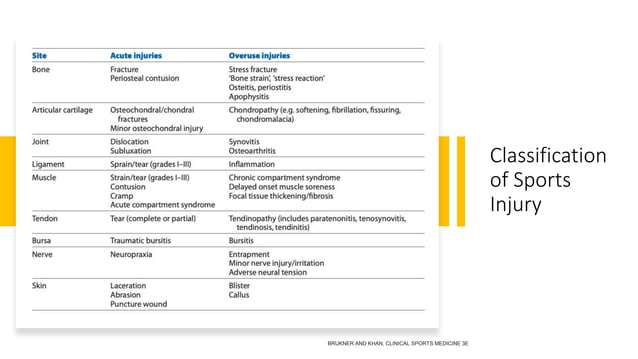 Site Acute injuries Overuse injuries
Bone Fracture Stress fracture
Periosteal contusion 'Bone strain', 'stress reaction'
Osteitis, periostitis
Apophysitis
Articular cartilage Osteochondral/chondral Chondropathy (e.g. softening, fibrillation, fissuring,
fractures chondromalacia)
Minor osteochondral injury
Joint Dislocation Synovitis
Subluxation Osteoarthritis
Ligament Sprain/tear (grades I–III) Inflammation
Muscle Strain/tear (grades I–III) Chronic compartment syndrome
Contusion Delayed onset muscle soreness
Cramp Focal tissue thickening/fibrosis
Acute compartment syndrome
Tendon Tear (complete or partial) Tendinopathy (includes paratenonitis, tenosynovitis,
tendinosis, tendinitis)
Bursa Traumatic bursitis Bursitis
Nerve Neuropraxia Entrapment
Minor nerve injury/irritation
Adverse neural tension
Skin Laceration Blister
Abrasion Callus
Puncture wound
Classification
of Sports
Injury
BRUKNER AND KHAN, CLINICAL SPORTS MEDICINE 3E